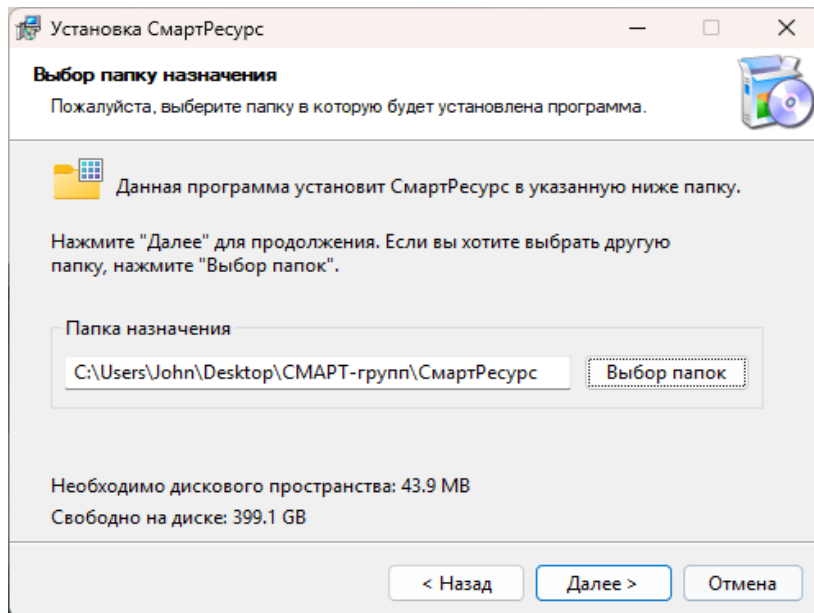 Установка СмартРесурс
Выбор папку назначения
Пожалуйста, выберите папку в которую будет установлена программа.
Данная программа установит СмартРесурс в указанную ниже папку.
Нажмите "Далее" для продолжения. Если вы хотите выбрать другую
папку, нажмите "Выбор папок".
Папка назначения
C:\Users\John\Desktop\СМАРТ-групп\СмартРесурс
Выбор папок
Необходимо дискового пространства: 43.9 MB
Свободно на диске: 399.1 GB
< Назад
Далее >
Отмена